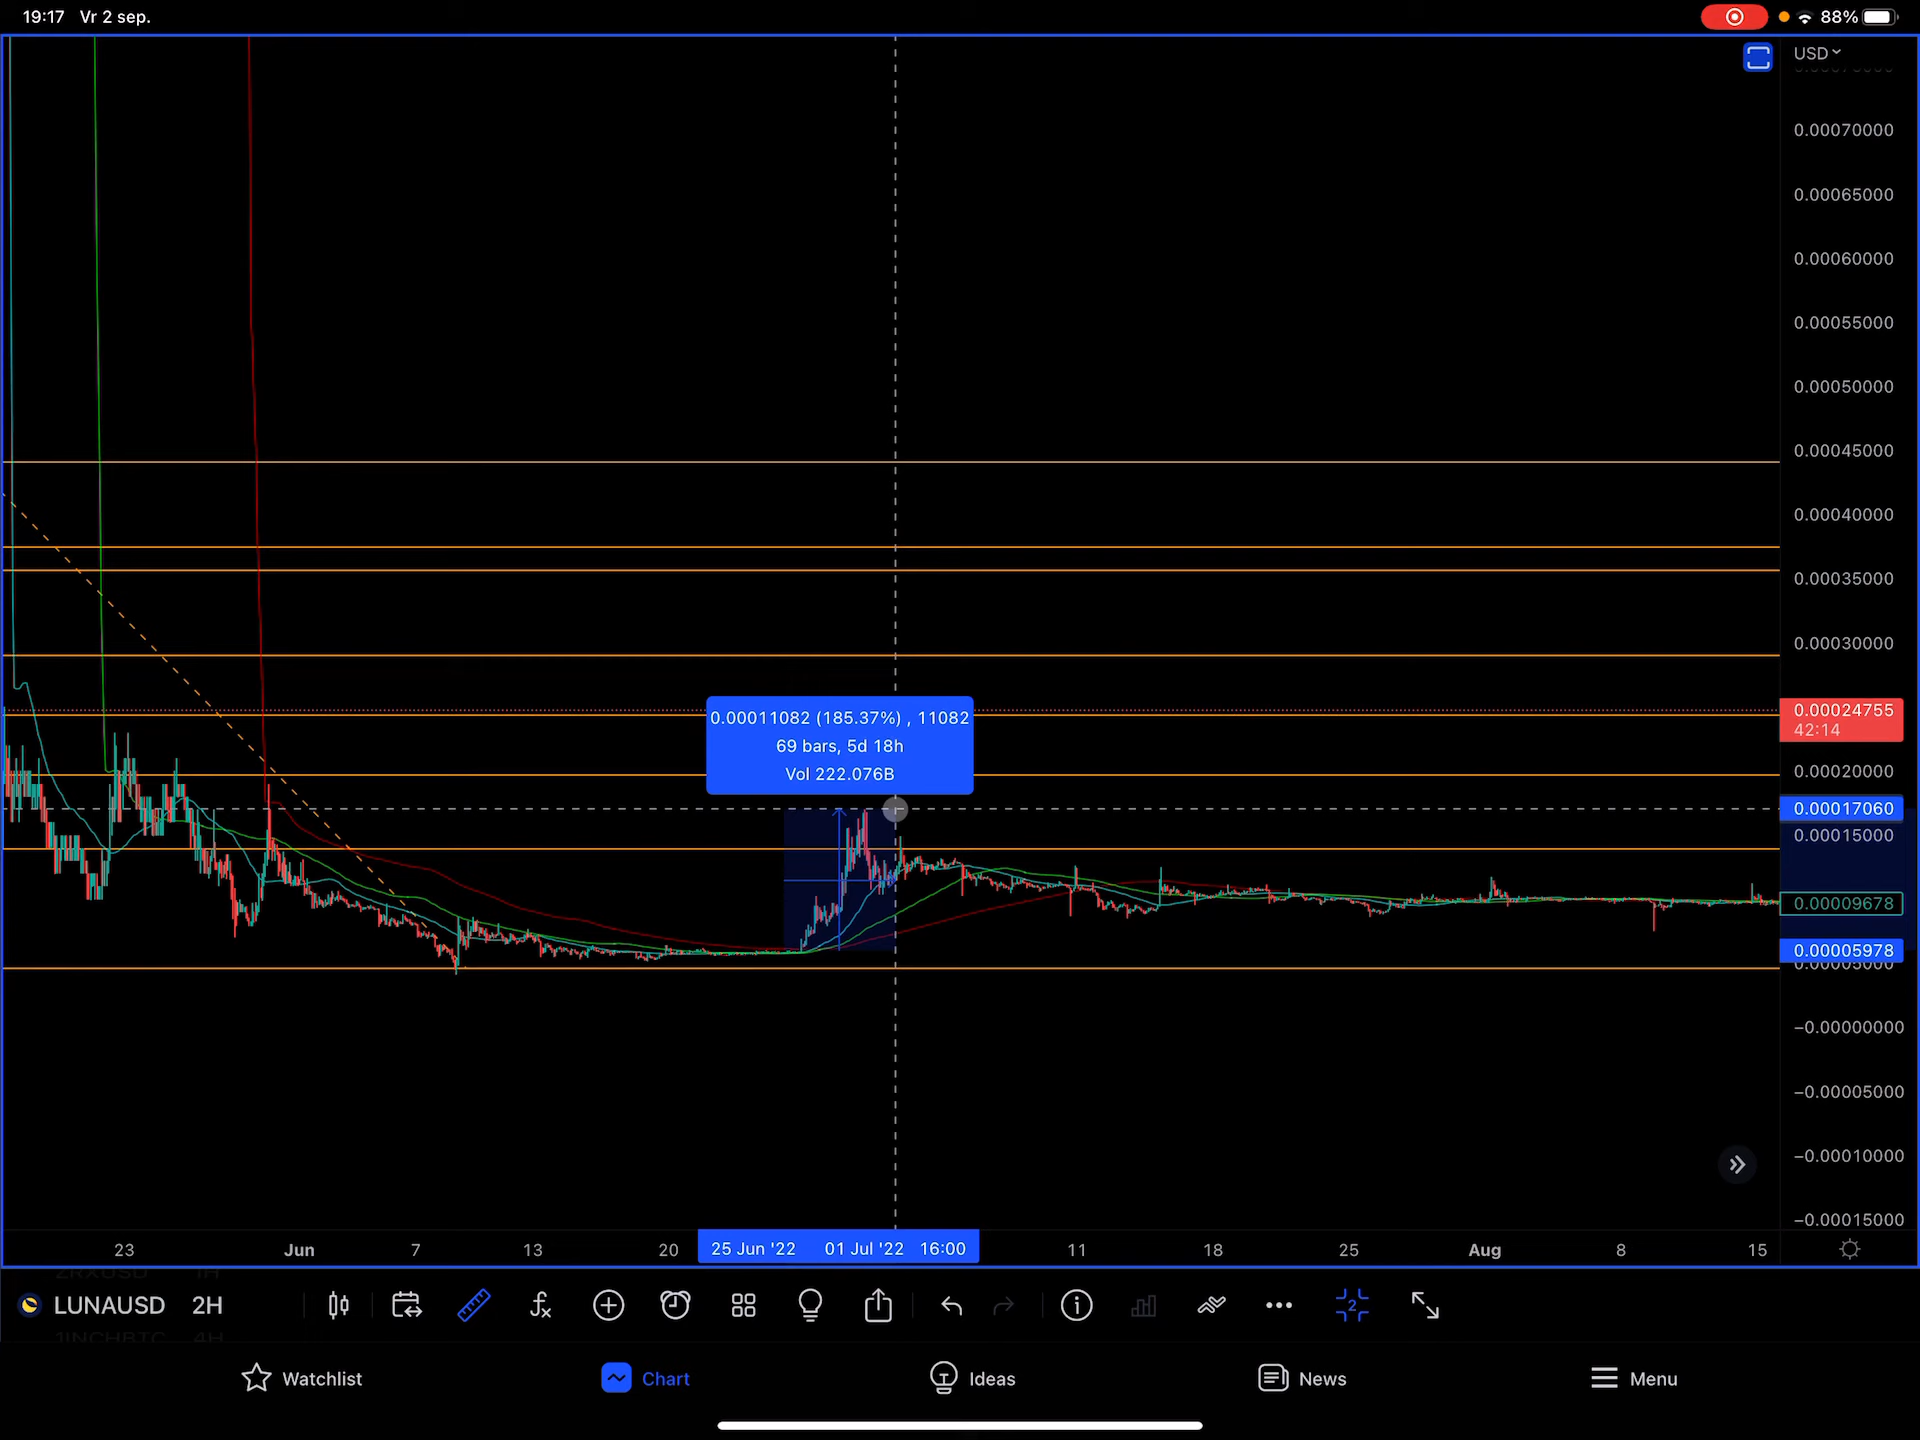 19:17 Vr 2 sep.
88%
USD
0.00070000
0.00065000
0.00060000
0.00055000
0.00050000
0.00045000
0.00040000
0.00035000
0.00030000
0.00024755
42:14
0.00020000
0.00017060
0.00015000
0.00009678
0.00005978
0.00005000
−0.00000000
−0.00005000
−0.00010000
−0.00015000
0.00011082 (185.37%) , 11082
69 bars, 5d 18h
Vol 222.076B
23 Jun 7 13 20 25 Jun '22 01 Jul '22 16:00 11 18 25 Aug 8 15
LUNAUSD 2H
1INCHBTC 4H
Watchlist Chart Ideas News Menu